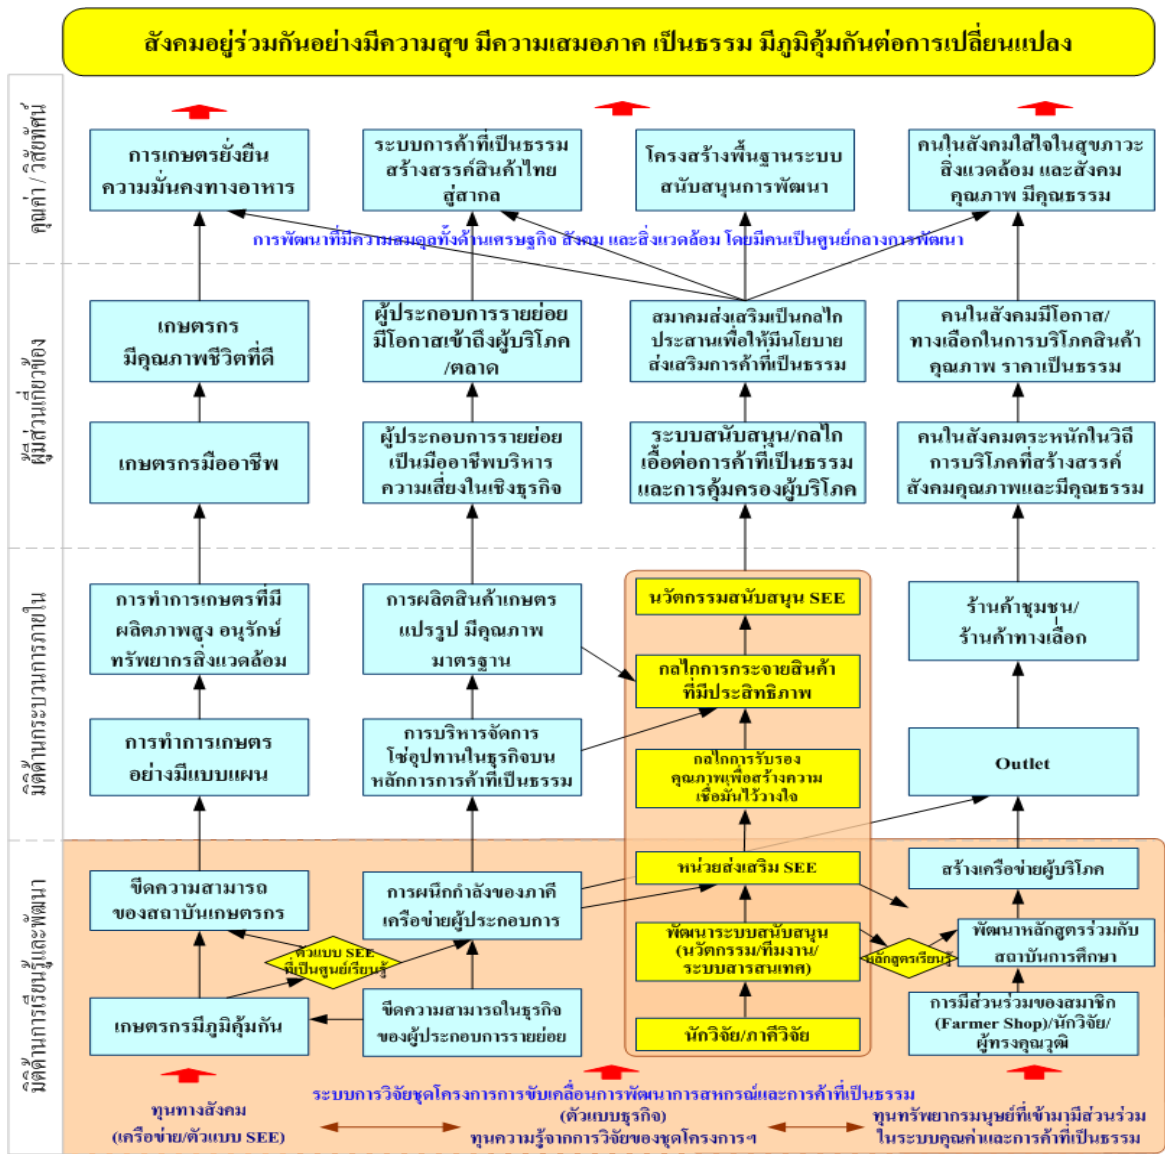 สังคมอยู่ร่วมกันอย่างมีความสุข มีความเสมอภาค เป็นธรรม มีภูมิคุ้มกันต่อการเปลี่ยนแปลง
คุณค่า / วิสัยทัศน์
การเกษตรยั่งยืน
ความมั่นคงทางอาหาร
ระบบการค้าที่เป็นธรรม
สร้างสรรค์สินค้าไทย
สู่สากล
โครงสร้างพื้นฐานระบบ
สนับสนุนการพัฒนา
คนในสังคมใส่ใจในสุขภาวะ
สิ่งแวดล้อม และสังคม
คุณภาพ มีคุณธรรม
การพัฒนาที่มีความสมดุลทั้งด้านเศรษฐกิจ สังคม และสิ่งแวดล้อม โดยมีคนเป็นศูนย์กลางการพัฒนา
ผู้มีส่วนเกี่ยวข้อง
เกษตรกร
มีคุณภาพชีวิตที่ดี
ผู้ประกอบการรายย่อย
มีโอกาสเข้าถึงผู้บริโภค
/ตลาด
สมาคมส่งเสริมเป็นกลไก
ประสานเพื่อให้มีนโยบาย
ส่งเสริมการค้าที่เป็นธรรม
คนในสังคมมีโอกาส/
ทางเลือกในการบริโภคสินค้า
คุณภาพ ราคาเป็นธรรม
เกษตรกรมืออาชีพ
ผู้ประกอบการรายย่อย
เป็นมืออาชีพบริหาร
ความเสี่ยงในเชิงธุรกิจ
ระบบสนับสนุน/กลไก
เอื้อต่อการค้าที่เป็นธรรม
และการคุ้มครองผู้บริโภค
คนในสังคมตระหนักในวิถี
การบริโภคที่สร้างสรรค์
สังคมคุณภาพและมีคุณธรรม
มิติด้านกระบวนการภายใน
การทำการเกษตรที่มี
ผลิตภาพสูง อนุรักษ์
ทรัพยากรสิ่งแวดล้อม
การผลิตสินค้าเกษตร
แปรรูป มีคุณภาพ
มาตรฐาน
นวัตกรรมสนับสนุน SEE
กลไกการกระจายสินค้า
ที่มีประสิทธิภาพ
ร้านค้าชุมชน/
ร้านค้าทางเลือก
การทำการเกษตร
อย่างมีแบบแผน
การบริหารจัดการ
โซ่อุปทานในธุรกิจบน
หลักการการค้าที่เป็นธรรม
กลไกการรับรอง
คุณภาพเพื่อสร้างความ
เชื่อมั่นไว้วางใจ
Outlet
มิติด้านการเรียนรู้และพัฒนา
ขีดความสามารถ
ของสถาบันเกษตรกร
การผนึกกำลังของภาคี
เครือข่ายผู้ประกอบการ
หน่วยส่งเสริม SEE
สร้างเครือข่ายผู้บริโภค
ตัวแบบ SEE
ที่เป็นศูนย์เรียนรู้
พัฒนาระบบสนับสนุน
(นวัตกรรม/ทีมงาน/
ระบบสารสนเทศ)
หลักสูตรเรียนรู้
พัฒนาหลักสูตรร่วมกับ
สถาบันการศึกษา
เกษตรกรมีภูมิคุ้มกัน
ขีดความสามารถในธุรกิจ
ของผู้ประกอบการรายย่อย
นักวิจัย/ภาคีวิจัย
การมีส่วนร่วมของสมาชิก
(Farmer Shop)/นักวิจัย/
ผู้ทรงคุณวุฒิ
ระบบการวิจัยชุดโครงการการขับเคลื่อนการพัฒนาการสหกรณ์และการค้าที่เป็นธรรม
ทุนทางสังคม
(เครือข่าย/ตัวแบบ SEE)
(ตัวแบบธุรกิจ)
ทุนความรู้จากการวิจัยของชุดโครงการฯ
ทุนทรัพยากรมนุษย์ที่เข้ามามีส่วนร่วม
ในระบบคุณค่าและการค้าที่เป็นธรรม